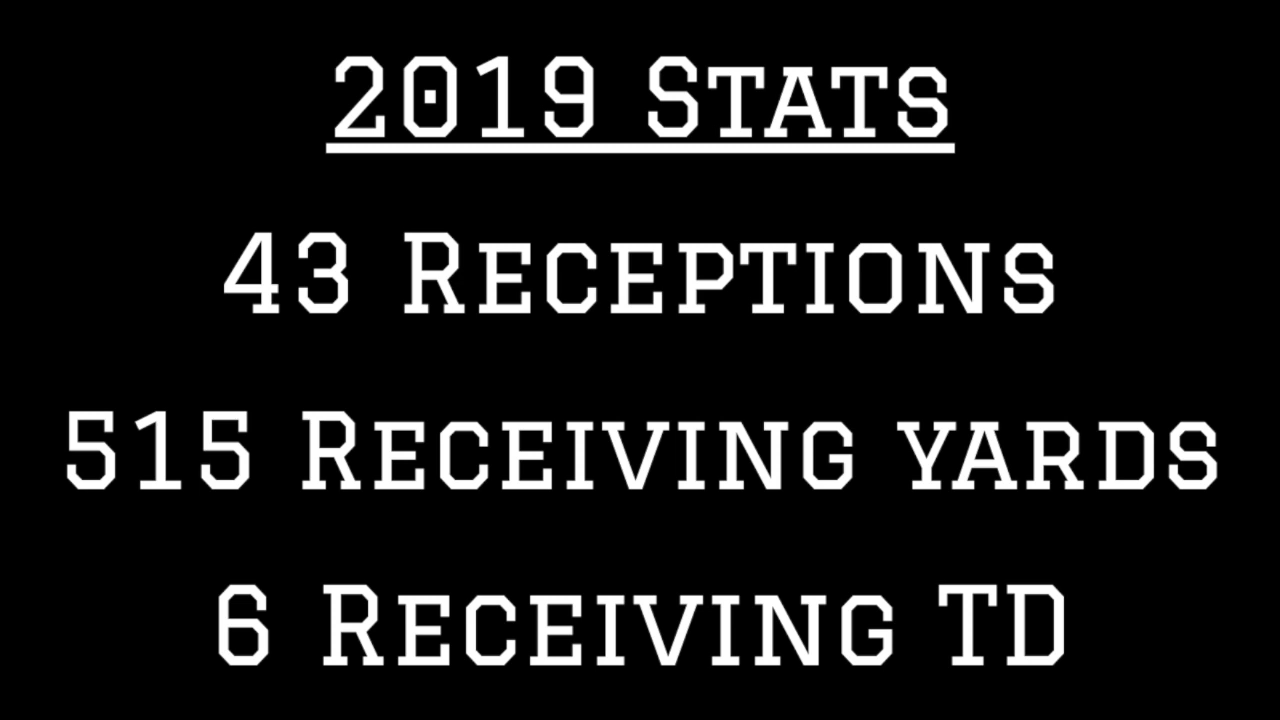 2019 Stats
43 Receptions
515 Receiving yards
6 Receiving TD